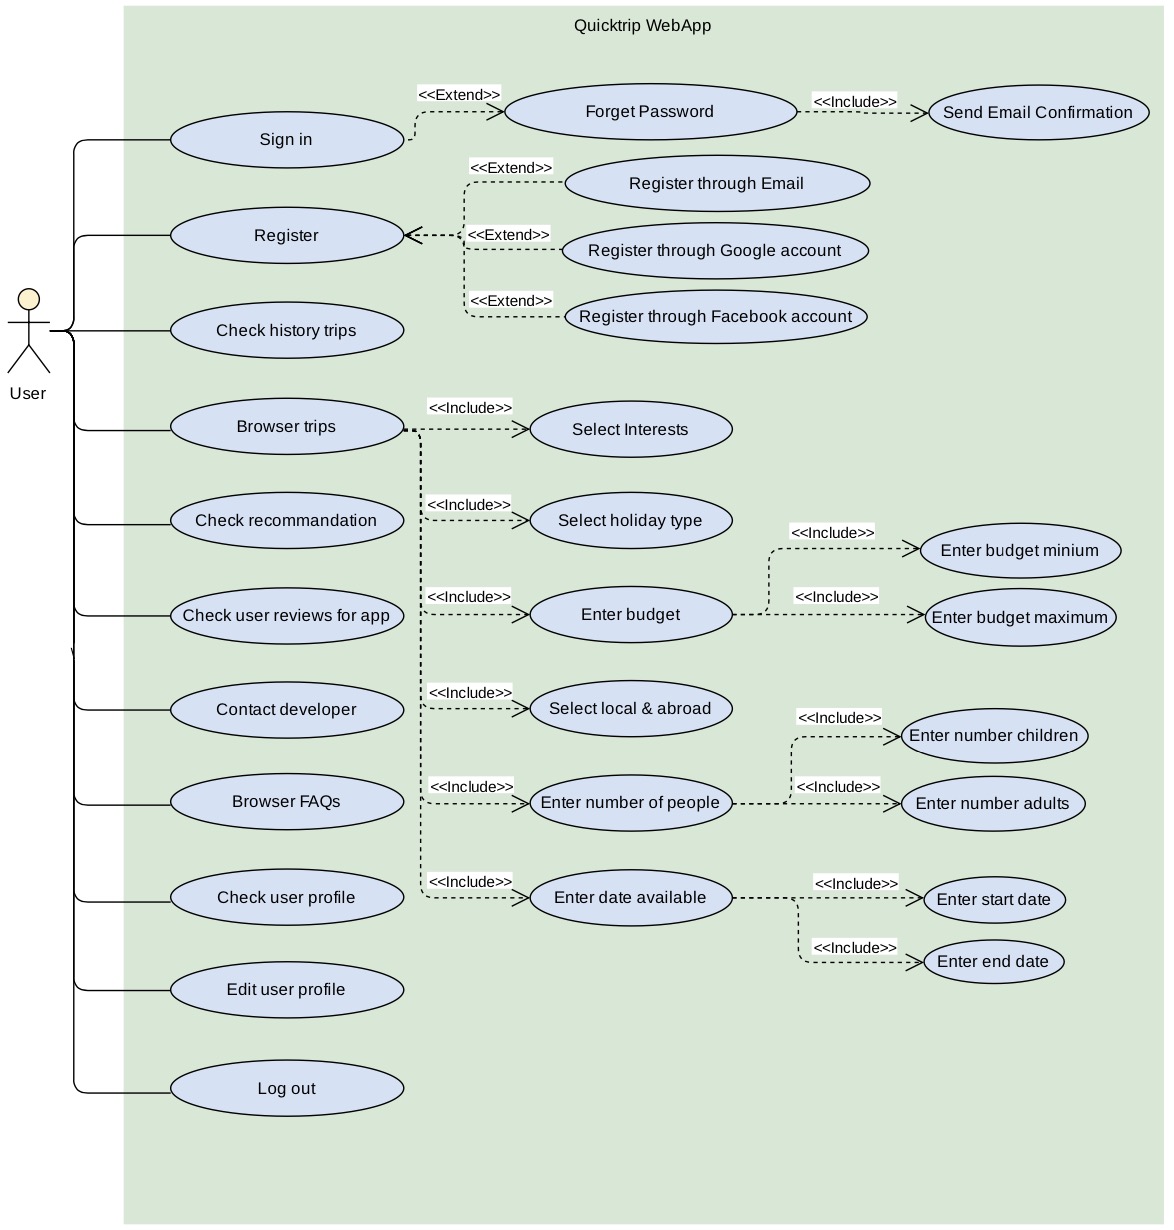 Quicktrip WebApp
<<Extend>>
Forget Password
<<Include>>
Send Email Confirmation
Sign in
<<Extend>>
Register through Email
Register
<<Extend>>
Register through Google account
<<Extend>>
Register through Facebook account
Check history trips
User
Browser trips
<<Include>>
Select Interests
Check recommandation
<<Include>>
Select holiday type
<<Include>>
Enter budget minium
Check user reviews for app
<<Include>>
Enter budget
<<Include>>
Enter budget maximum
Contact developer
<<Include>>
Select local & abroad
<<Include>>
Enter number children
Browser FAQs
<<Include>>
Enter number of people
<<Include>>
Enter number adults
Check user profile
<<Include>>
Enter date available
<<Include>>
Enter start date
<<Include>>
Enter end date
Edit user profile
Log out